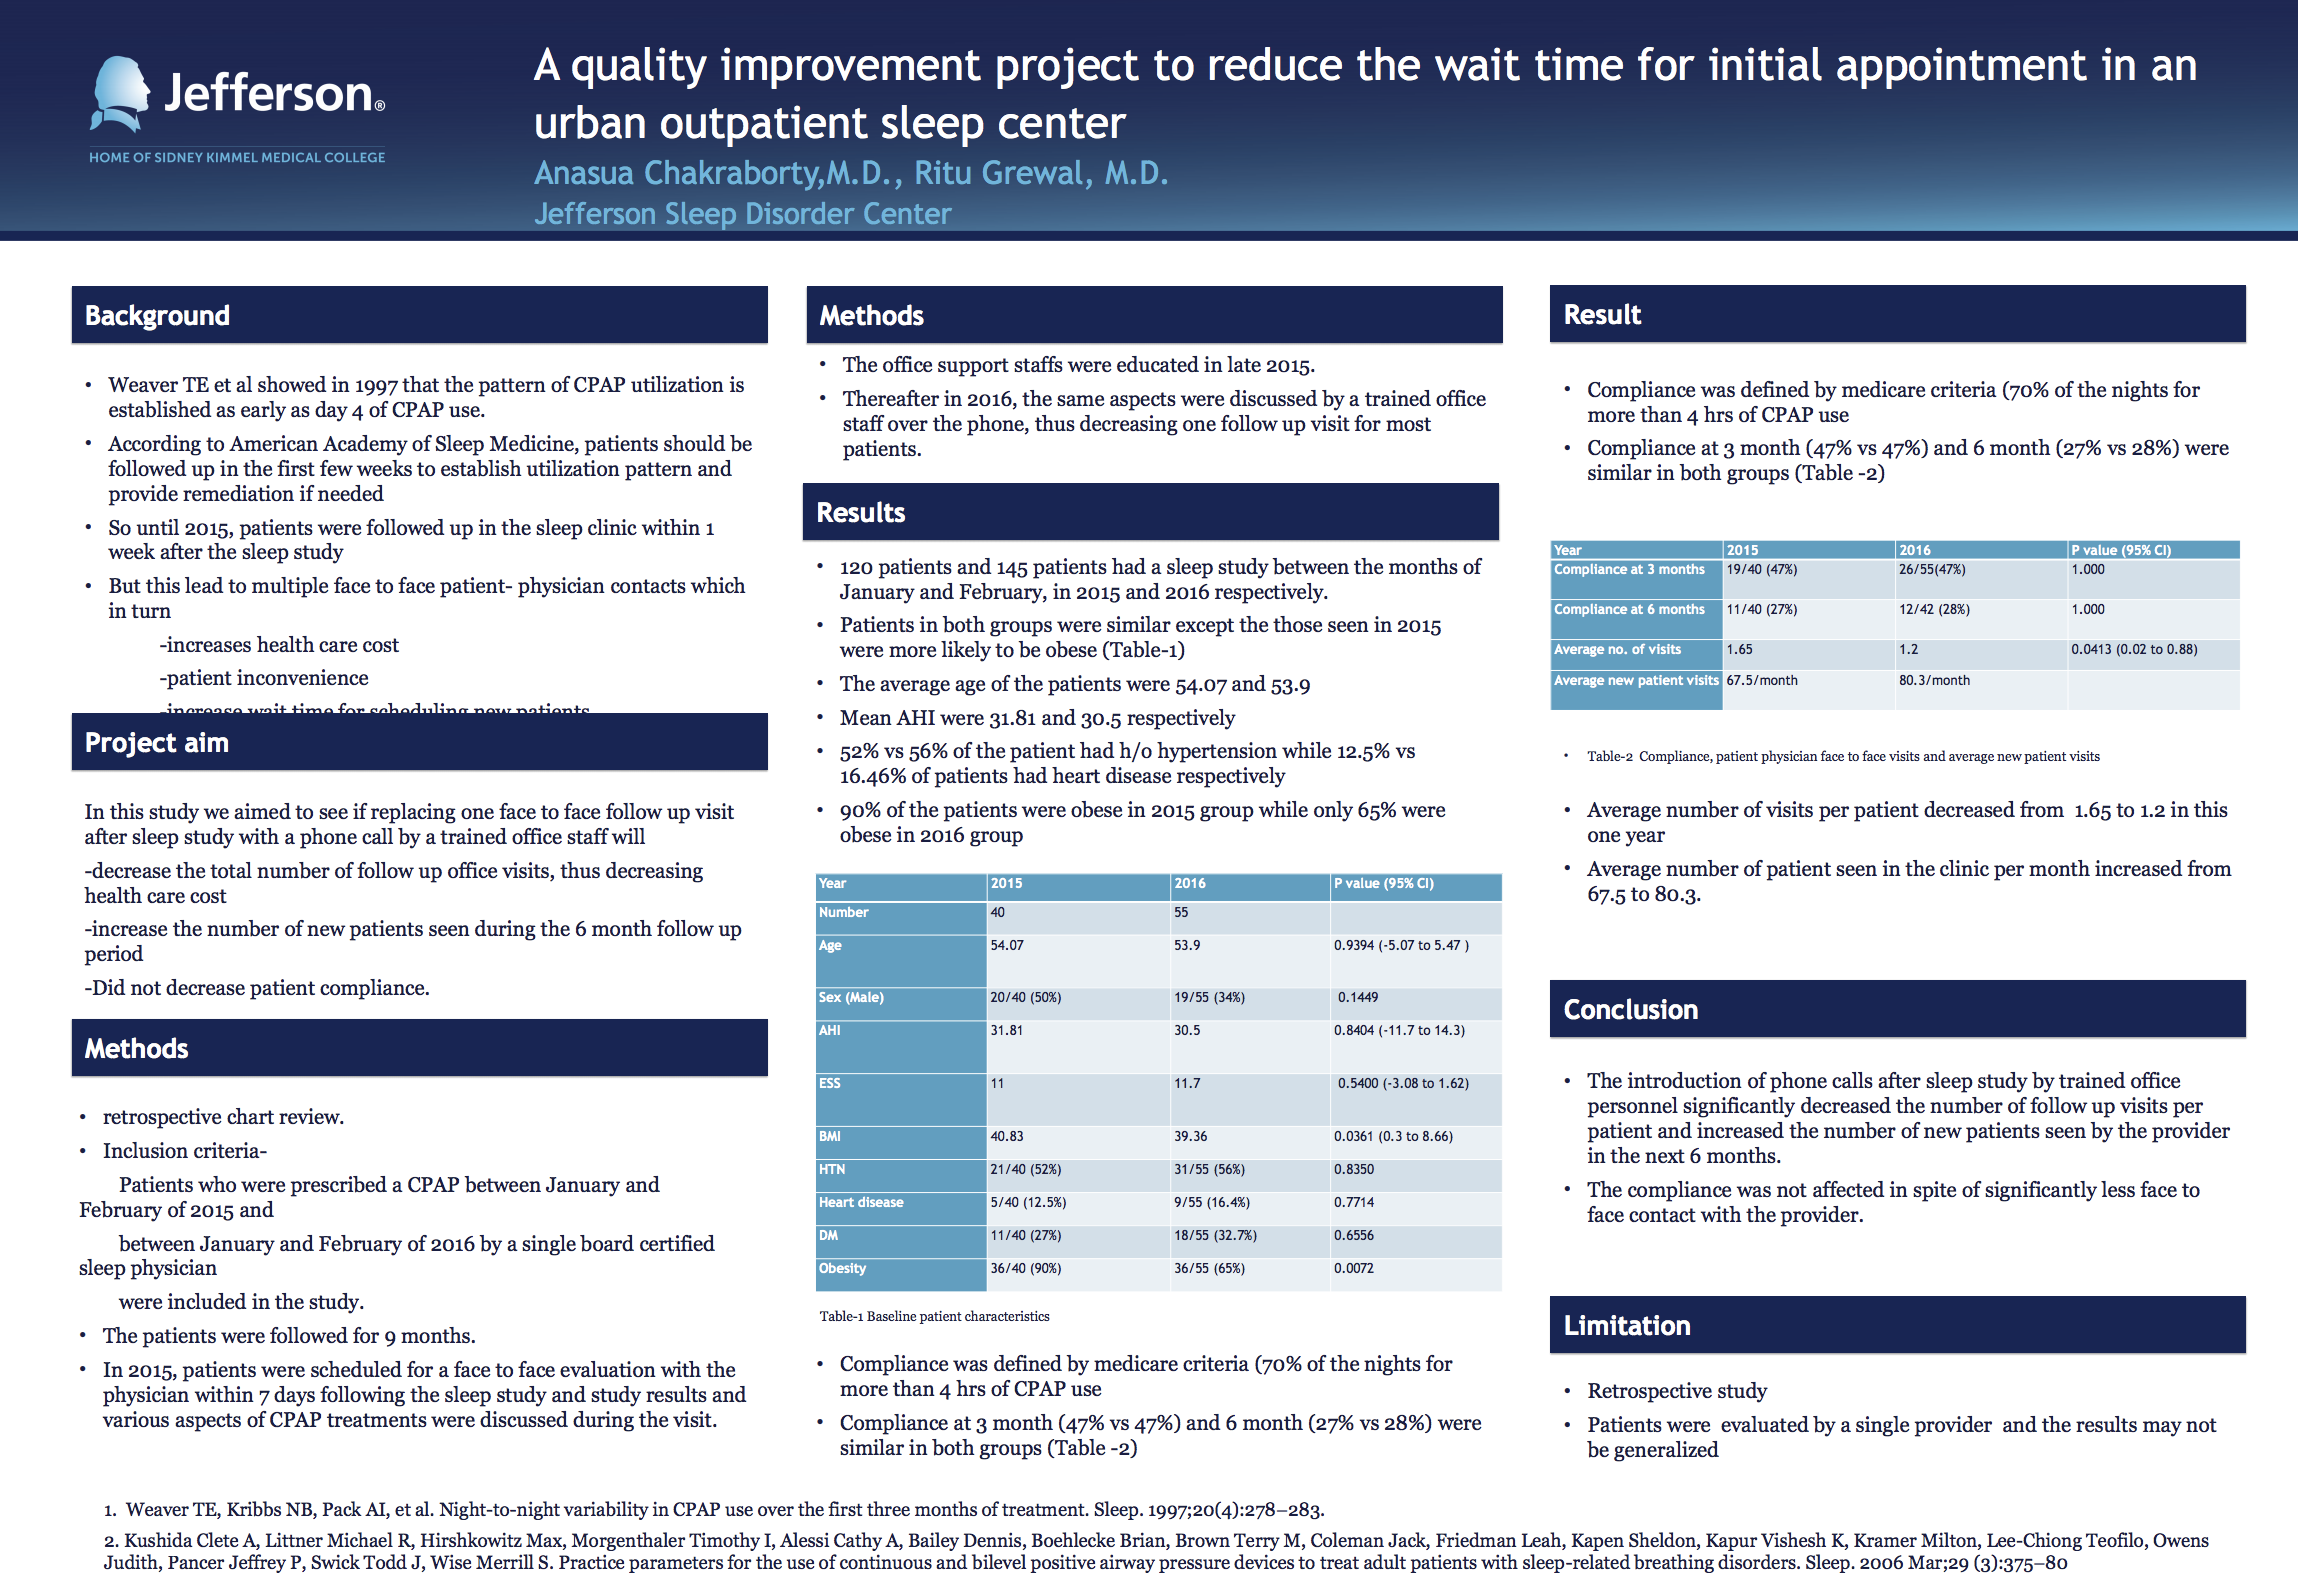 Jefferson®
HOME OF SIDNEY KIMMEL MEDICAL COLLEGE
A quality improvement project to reduce the wait time for initial appointment in an
urban outpatient sleep center
Anasua Chakraborty,M.D., Ritu Grewal, M.D.
Jefferson Sleep Disorder Center
Background
• Weaver TE et al showed in 1997 that the pattern of CPAP utilization is
established as early as day 4 of CPAP use.
• According to American Academy of Sleep Medicine, patients should be
followed up in the first few weeks to establish utilization pattern and
provide remediation if needed
• So until 2015, patients were followed up in the sleep clinic within 1
week after the sleep study
• But this lead to multiple face to face patient- physician contacts which
in turn
-increases health care cost
-patient inconvenience
-increase wait time for scheduling new patients
Project aim
In this study we aimed to see if replacing one face to face follow up visit
after sleep study with a phone call by a trained office staff will
-decrease the total number of follow up office visits, thus decreasing
health care cost
-increase the number of new patients seen during the 6 month follow up
period
-Did not decrease patient compliance.
Methods
• retrospective chart review.
• Inclusion criteria-
Patients who were prescribed a CPAP between January and
February of 2015 and
between January and February of 2016 by a single board certified
sleep physician
were included in the study.
• The patients were followed for 9 months.
• In 2015, patients were scheduled for a face to face evaluation with the
physician within 7 days following the sleep study and study results and
various aspects of CPAP treatments were discussed during the visit.
Methods
• The office support staffs were educated in late 2015.
• Thereafter in 2016, the same aspects were discussed by a trained office
staff over the phone, thus decreasing one follow up visit for most
patients.
Results
• 120 patients and 145 patients had a sleep study between the months of
January and February, in 2015 and 2016 respectively.
• Patients in both groups were similar except the those seen in 2015
were more likely to be obese (Table-1)
• The average age of the patients were 54.07 and 53.9
• Mean AHI were 31.81 and 30.5 respectively
• 52% vs 56% of the patient had h/o hypertension while 12.5% vs
16.46% of patients had heart disease respectively
• 90% of the patients were obese in 2015 group while only 65% were
obese in 2016 group
Year 2015 2016 P value (95% CI)
Number 40 55
Age 54.07 53.9 0.9394 (-5.07 to 5.47 )
Sex (Male) 20/40 (50%) 19/55 (34%) 0.1449
AHI 31.81 30.5 0.8404 (-11.7 to 14.3)
ESS 11 11.7 0.5400 (-3.08 to 1.62)
BMI 40.83 39.36 0.0361 (0.3 to 8.66)
HTN 21/40 (52%) 31/55 (56%) 0.8350
Heart disease 5/40 (12.5%) 9/55 (16.4%) 0.7714
DM 11/40 (27%) 18/55 (32.7%) 0.6556
Obesity 36/40 (90%) 36/55 (65%) 0.0072
Table-1 Baseline patient characteristics
• Compliance was defined by medicare criteria (70% of the nights for
more than 4 hrs of CPAP use
• Compliance at 3 month (47% vs 47%) and 6 month (27% vs 28%) were
similar in both groups (Table -2)
Result
• Compliance was defined by medicare criteria (70% of the nights for
more than 4 hrs of CPAP use
• Compliance at 3 month (47% vs 47%) and 6 month (27% vs 28%) were
similar in both groups (Table -2)
Year 2015 2016 P value (95% CI)
Compliance at 3 months 19/40 (47%) 26/55(47%) 1.000
Compliance at 6 months 11/40 (27%) 12/42 (28%) 1.000
Average no. of visits 1.65 1.2 0.0413 (0.02 to 0.88)
Average new patient visits 67.5/month 80.3/month
• Table-2 Compliance, patient physician face to face visits and average new patient visits
• Average number of visits per patient decreased from 1.65 to 1.2 in this
one year
• Average number of patient seen in the clinic per month increased from
67.5 to 80.3.
Conclusion
• The introduction of phone calls after sleep study by trained office
personnel significantly decreased the number of follow up visits per
patient and increased the number of new patients seen by the provider
in the next 6 months.
• The compliance was not affected in spite of significantly less face to
face contact with the provider.
Limitation
• Retrospective study
• Patients were evaluated by a single provider and the results may not
be generalized
1. Weaver TE, Kribbs NB, Pack AI, et al. Night-to-night variability in CPAP use over the first three months of treatment. Sleep. 1997;20(4):278–283.
2. Kushida Clete A, Littner Michael R, Hirshkowitz Max, Morgenthaler Timothy I, Alessi Cathy A, Bailey Dennis, Boehlecke Brian, Brown Terry M, Coleman Jack, Friedman Leah, Kapen Sheldon, Kapur Vishesh K, Kramer Milton, Lee-Chiong Teofilo, Owens
Judith, Pancer Jeffrey P, Swick Todd J, Wise Merrill S. Practice parameters for the use of continuous and bilevel positive airway pressure devices to treat adult patients with sleep-related breathing disorders. Sleep. 2006 Mar;29 (3):375–80